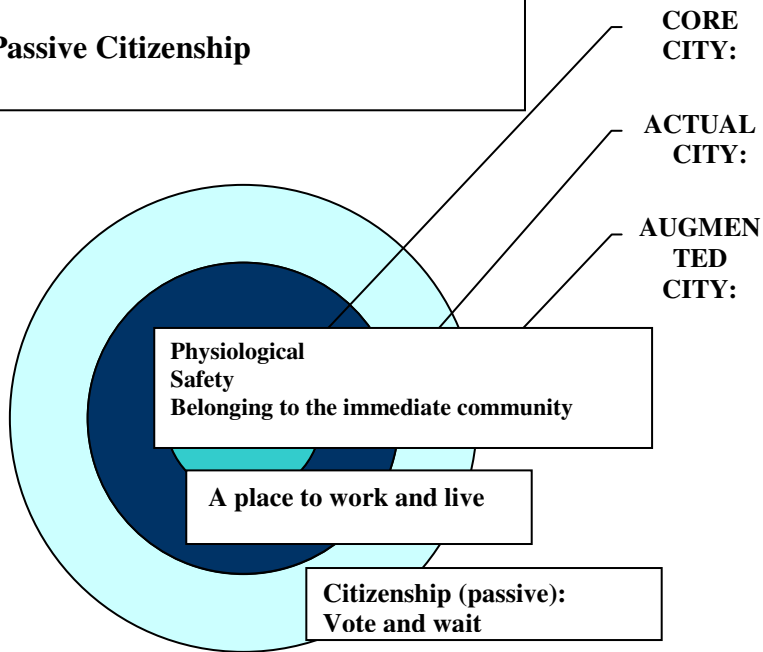 Passive Citizenship
CORE
CITY:
ACTUAL
CITY:
AUGMEN
TED
CITY:
Physiological
Safety
Belonging to the immediate community
A place to work and live
Citizenship (passive):
Vote and wait